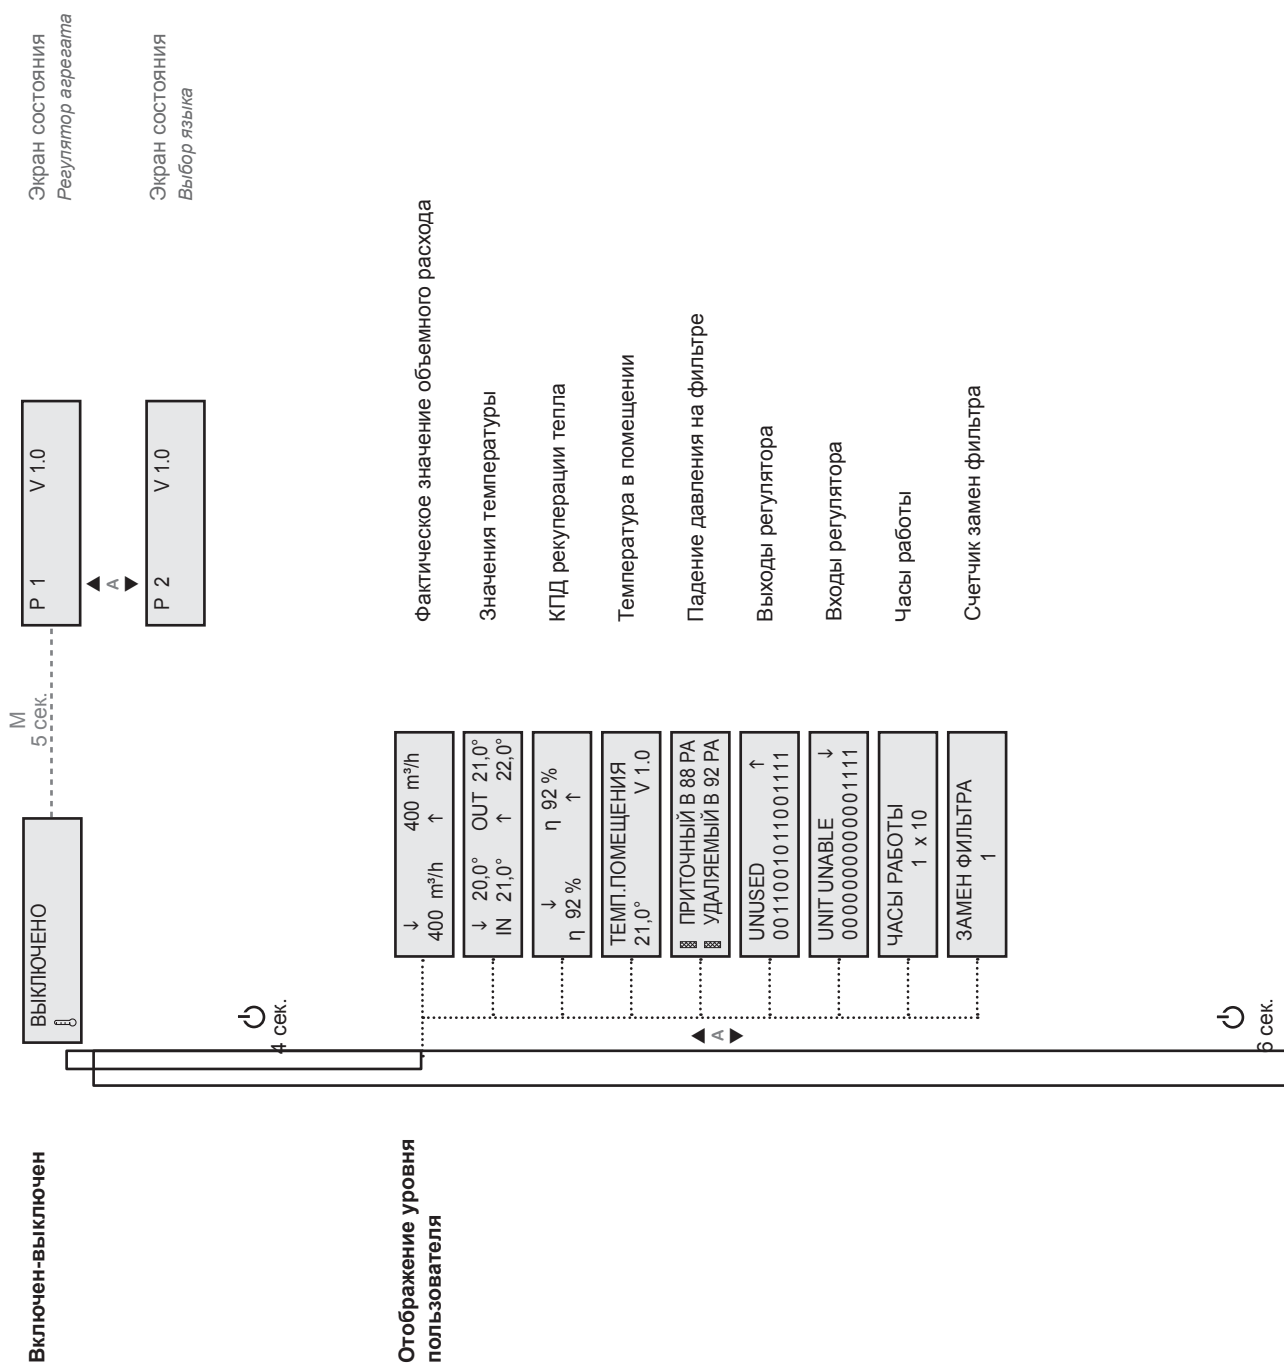 Включен-выключен
ВЫКЛЮЧЕНО
М
5 сек.
P 1 V 1.0
Экран состояния
Регулятор агрегата
▲ A ▼
P 2 V 1.0
Экран состояния
Выбор языка
4 сек.
Отображение уровня
пользователя
↓ 400 m³/h
400 m³/h ↑
Фактическое значение объемного расхода
↓ 20,0° OUT 21,0°
IN 21,0° ↑ 22,0°
Значения температуры
↓ η 92 %
η 92 % ↑
КПД рекуперации тепла
ТЕМП.ПОМЕЩЕНИЯ
21,0° V 1.0
Температура в помещении
ПРИТОЧНЫЙ В 88 PA
УДАЛЯЕМЫЙ В 92 PA
Падение давления на фильтре
▲ A ▼
UNUSED ↑
0011001011001111
Выходы регулятора
UNIT UNABLE ↓
0000000000001111
Входы регулятора
ЧАСЫ РАБОТЫ
1 x 10
Часы работы
ЗАМЕН ФИЛЬТРА
1
Счетчик замен фильтра
6 сек.